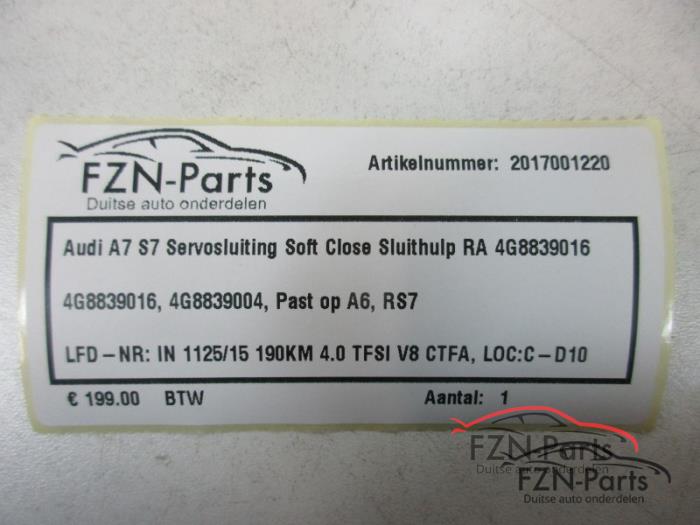 FZN-Parts
Duitse auto onderdelen
Artikelnummer: 2017001220
Audi A7 S7 Servosluiting Soft Close Sluithulp RA 4G8839016
4G8839016, 4G8839004, Past op A6, RS7
LFD-NR: IN 1125/15 190KM 4.0 TFSI V8 CTFA, LOC:C-D10
€ 199.00 BTW Aantal: 1
FZN-Parts
Duitse auto onderdelen
FZN-Parts
Duitse auto onderdelen